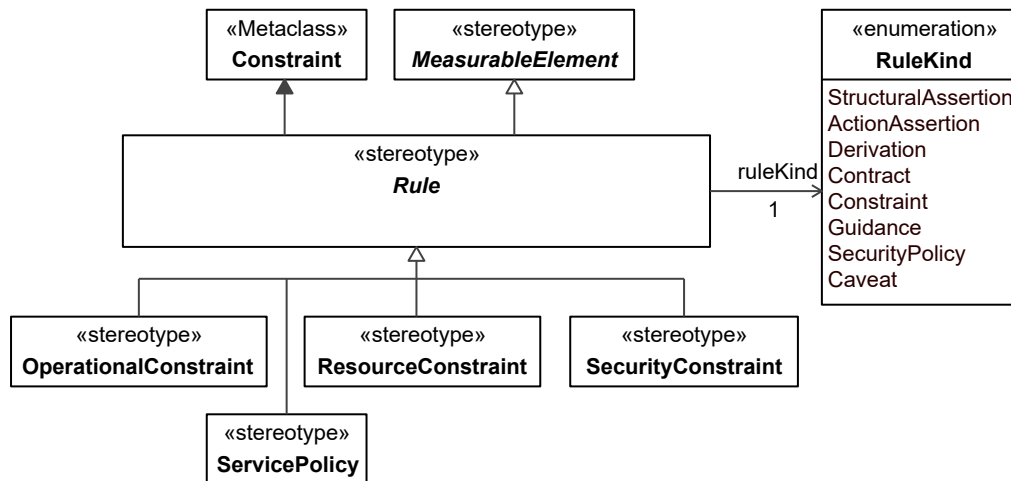 «Metaclass»
Constraint
«stereotype»
MeasurableElement
«enumeration»
RuleKind
StructuralAssertion
ActionAssertion
Derivation
Contract
Constraint
Guidance
SecurityPolicy
Caveat
«stereotype»
Rule
ruleKind
1
«stereotype»
OperationalConstraint
«stereotype»
ResourceConstraint
«stereotype»
SecurityConstraint
«stereotype»
ServicePolicy